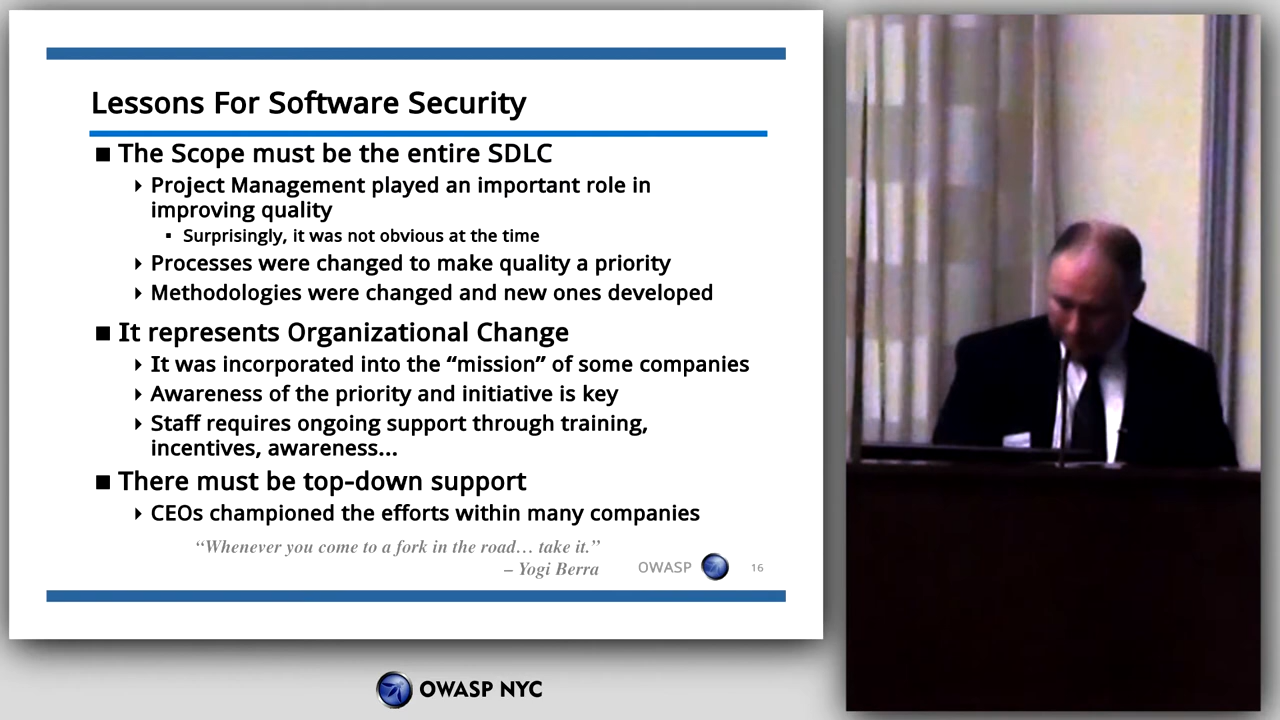 Lessons For Software Security
■ The Scope must be the entire SDLC
Project Management played an important role in
improving quality
▪ Surprisingly, it was not obvious at the time
Processes were changed to make quality a priority
Methodologies were changed and new ones developed
■ It represents Organizational Change
It was incorporated into the “mission” of some companies
Awareness of the priority and initiative is key
Staff requires ongoing support through training,
incentives, awareness...
■ There must be top-down support
CEOs championed the efforts within many companies
“Whenever you come to a fork in the road… take it.”
– Yogi Berra
OWASP 16
OWASP NYC